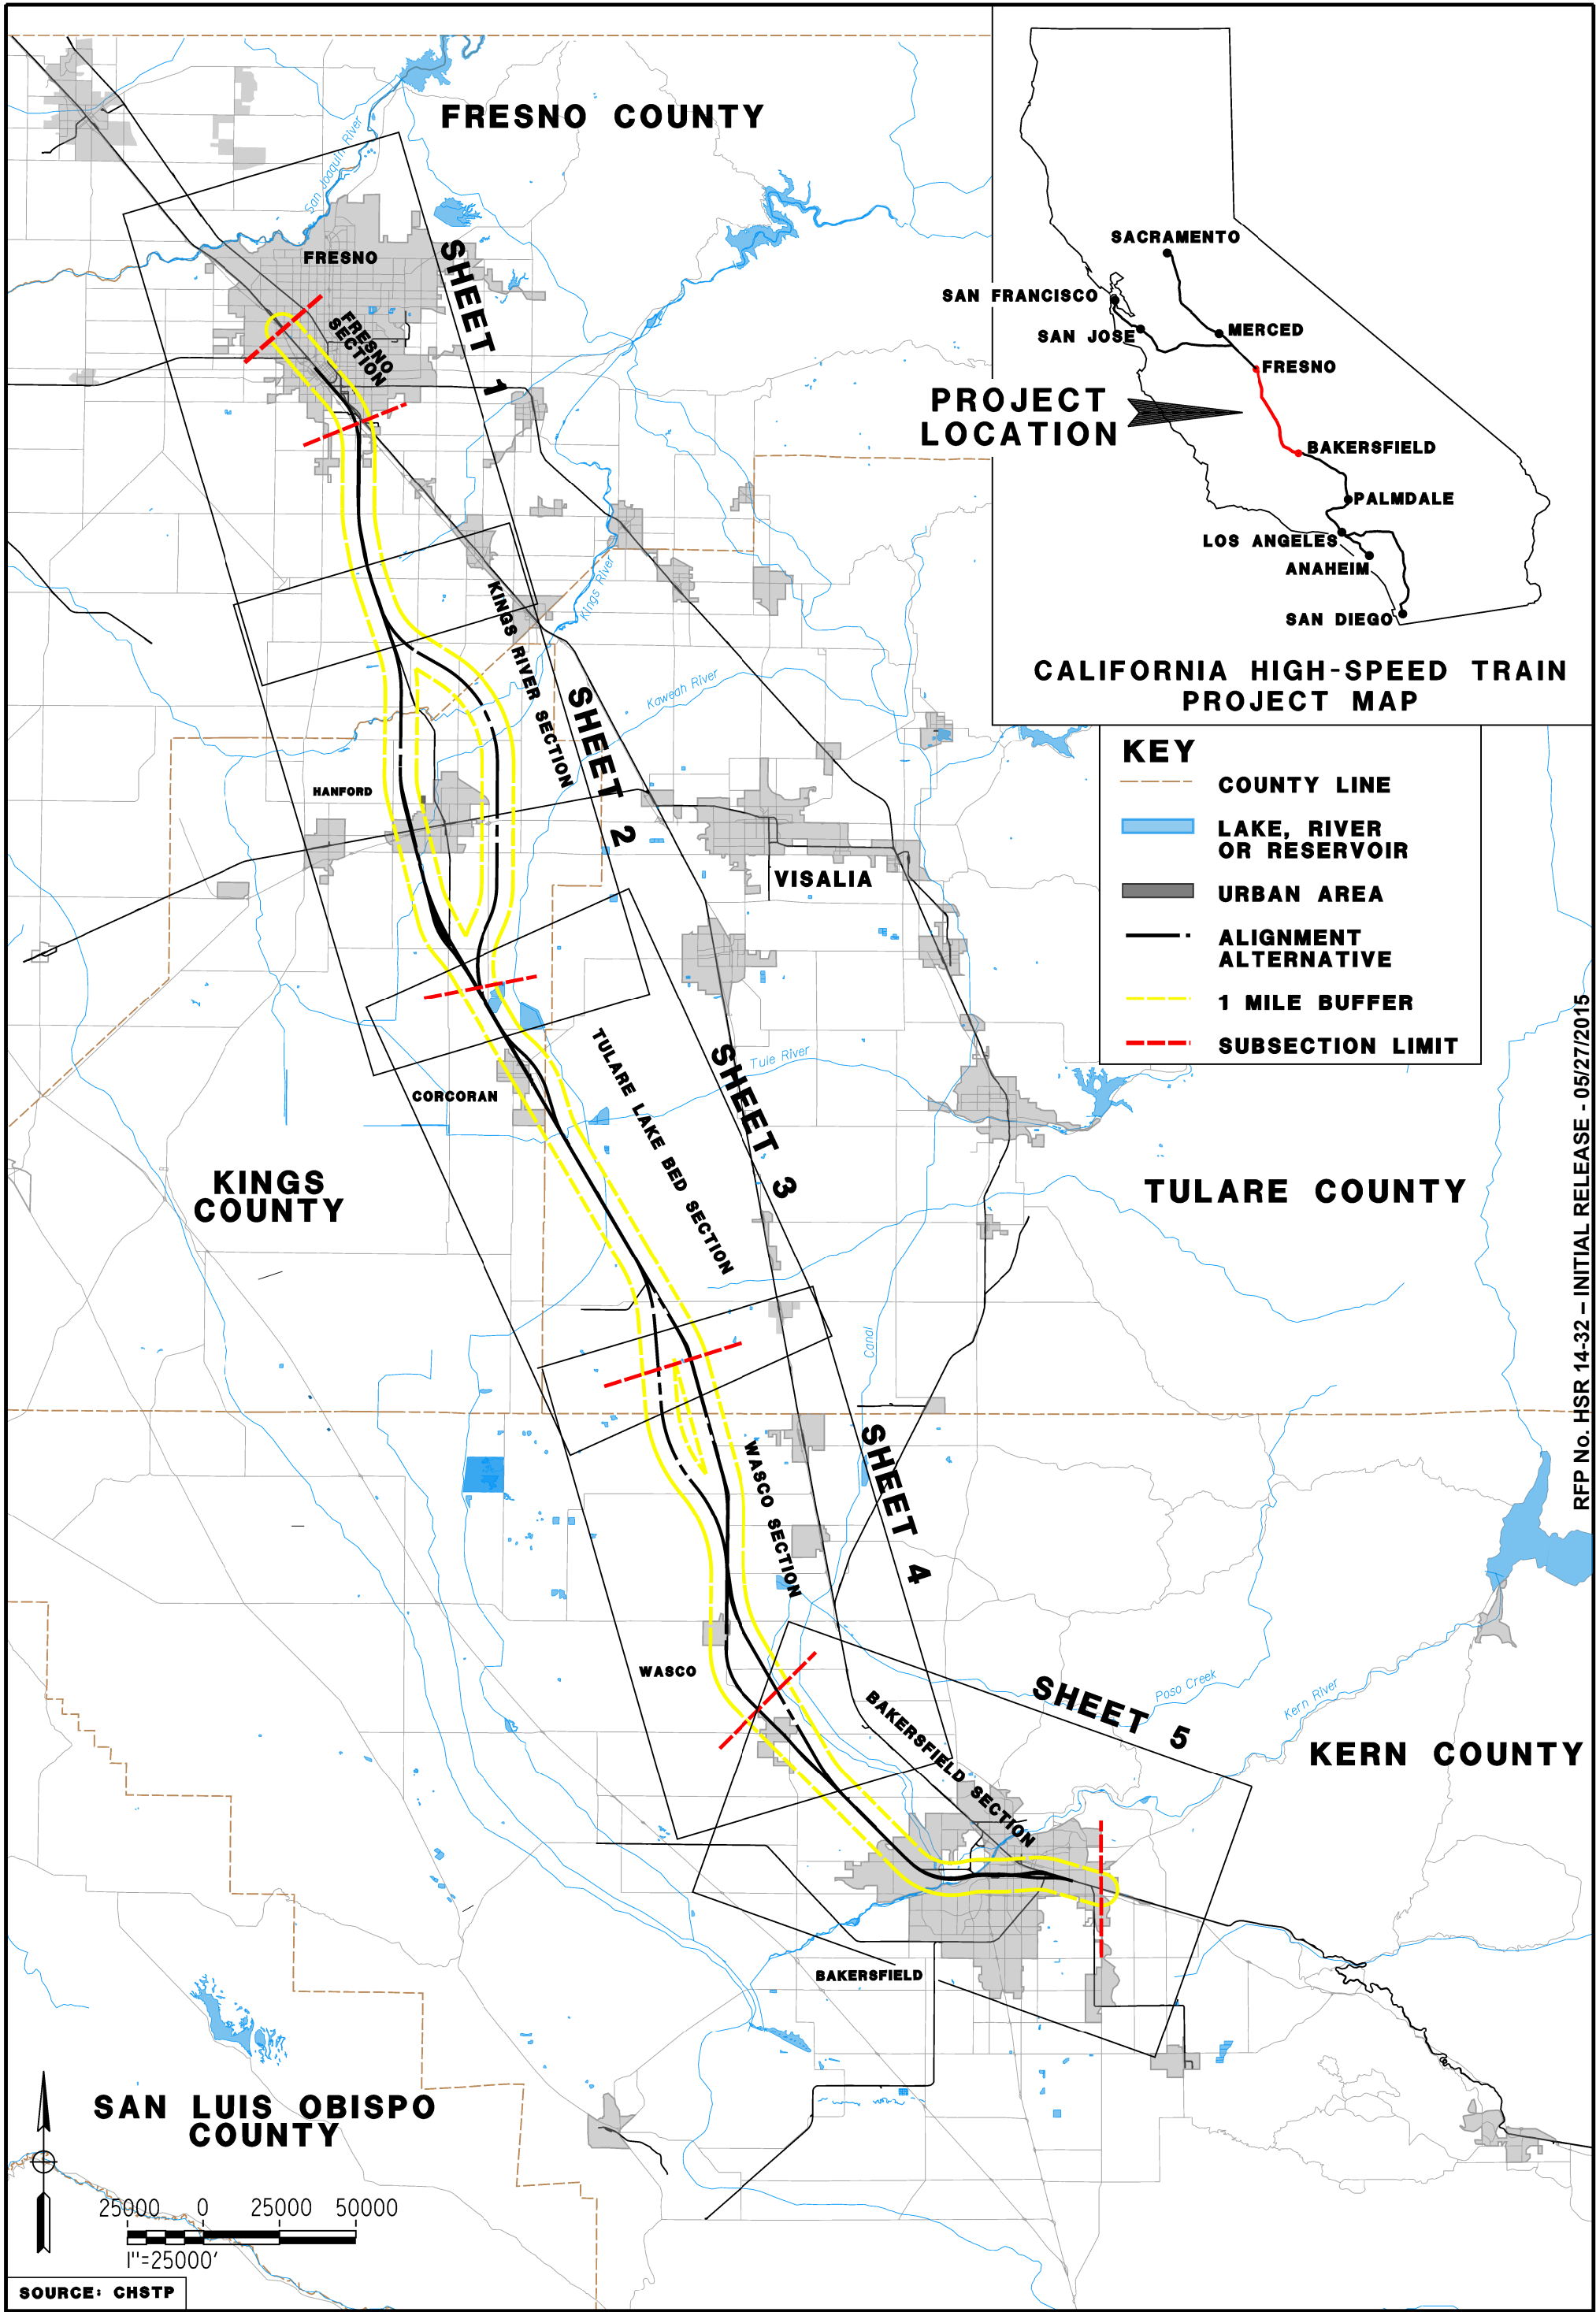 FRESNO COUNTY
San Joaquin River
FRESNO
FRESNO
SECTION
SHEET 1
SACRAMENTO
SAN FRANCISCO
SAN JOSE
MERCED
FRESNO
PROJECT
LOCATION
BAKERSFIELD
PALMDALE
LOS ANGELES
ANAHEIM
SAN DIEGO
CALIFORNIA HIGH-SPEED TRAIN
PROJECT MAP
KEY
COUNTY LINE
LAKE, RIVER
OR RESERVOIR
URBAN AREA
ALIGNMENT
ALTERNATIVE
1 MILE BUFFER
SUBSECTION LIMIT
Kings River
KINGS RIVER SECTION
Kaweah River
SHEET 2
HANFORD
VISALIA
TULARE LAKE BED SECTION
SHEET 3
Tule River
CORCORAN
KINGS
COUNTY
TULARE COUNTY
Canal
WASCO SECTION
SHEET 4
WASCO
BAKERSFIELD SECTION
SHEET 5
Poso Creek
Kern River
KERN COUNTY
BAKERSFIELD
SAN LUIS OBISPO
COUNTY
25000 0 25000 50000
1"=25000'
SOURCE: CHSTP
RFP No. HSR 14-32 – INITIAL RELEASE - 05/27/2015